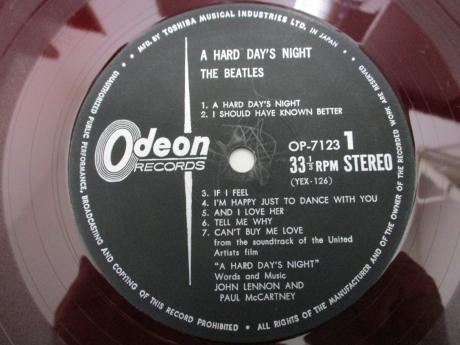 MFD. BY TOSHIBA MUSICAL INDUSTRIES LTD. IN JAPAN
A HARD DAY'S NIGHT
THE BEATLES
1. A HARD DAY'S NIGHT
2. I SHOULD HAVE KNOWN BETTER
Odeon
RECORDS
OP-7123 1
33 1/3 RPM STEREO
(YEX-126)
3. IF I FEEL
4. I'M HAPPY JUST TO DANCE WITH YOU
5. AND I LOVE HER
6. TELL ME WHY
7. CAN'T BUY ME LOVE
from the soundtrack of the United
Artists film
"A HARD DAY'S NIGHT"
Words and Music
JOHN LENNON AND
PAUL McCARTNEY
UNAUTHORIZED PUBLIC PERFORMANCE, BROADCASTING AND COPYING OF THIS RECORD PROHIBITED • ALL RIGHTS OF THE MANUFACTURER AND OF THE OWNER OF THE RECORDED WORK ARE RESERVED